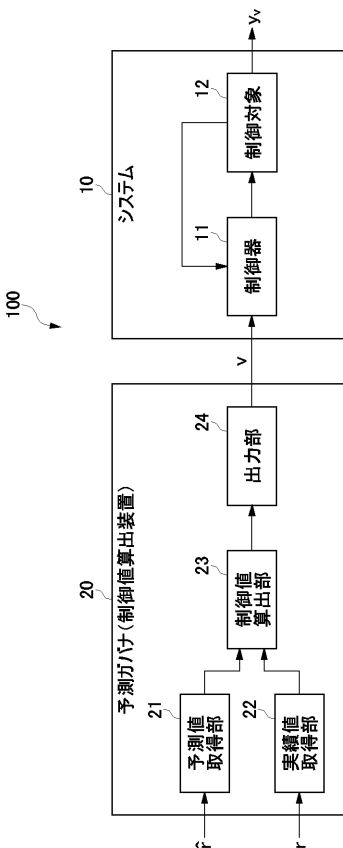 100
20
予測ガバナ(制御値算出装置)
21
予測値
取得部
22
実績値
取得部
23
制御値
算出部
24
出力部
r̂
r
v
10
システム
11
制御器
12
制御対象
yv